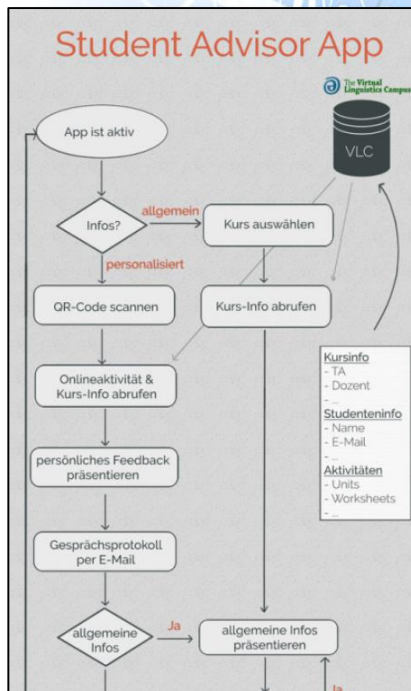 Student Advisor App
The Virtual
Linguistics Campus
VLC
App ist aktiv
Infos?
allgemein
Kurs auswählen
personalisiert
QR-Code scannen
Kurs-Info abrufen
Onlineaktivität &
Kurs-Info abrufen
Kursinfo
- TA
- Dozent
- ...
Studenteninfo
- Name
- E-Mail
- ...
Aktivitäten
- Units
- Worksheets
- ...
persönliches Feedback
präsentieren
Gesprächsprotokoll
per E-Mail
allgemeine
Infos
Ja
allgemeine Infos
präsentieren
Ja